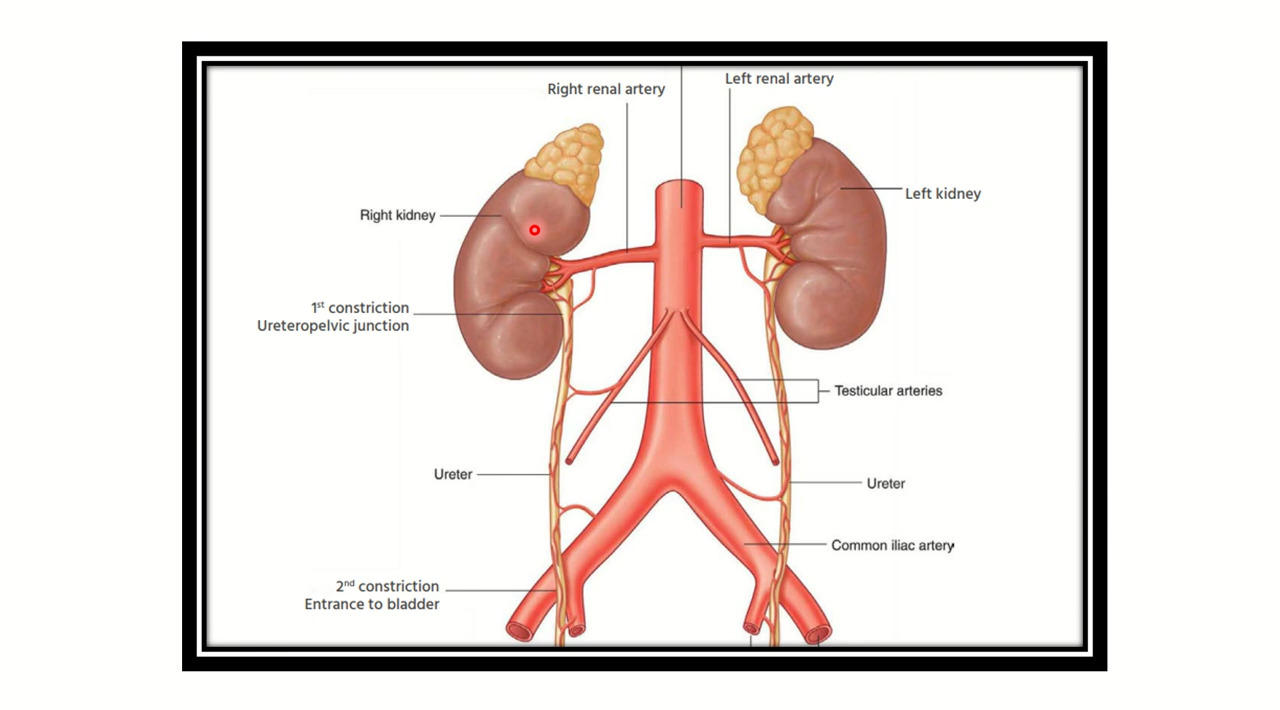 Left renal artery
Right renal artery
Left kidney
Right kidney
1st constriction
Ureteropelvic junction
Testicular arteries
Ureter
Ureter
Common iliac artery
2nd constriction
Entrance to bladder